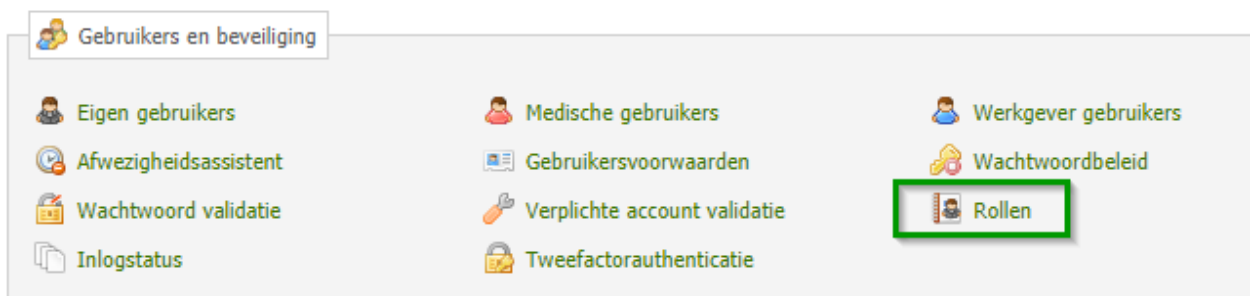 Gebruikers en beveiliging
Eigen gebruikers
Medische gebruikers
Werkgever gebruikers
Afwezigheidsassistent
Gebruikersvoorwaarden
Wachtwoordbeleid
Wachtwoord validatie
Verplichte account validatie
Rollen
Inlogstatus
Tweefactorauthenticatie